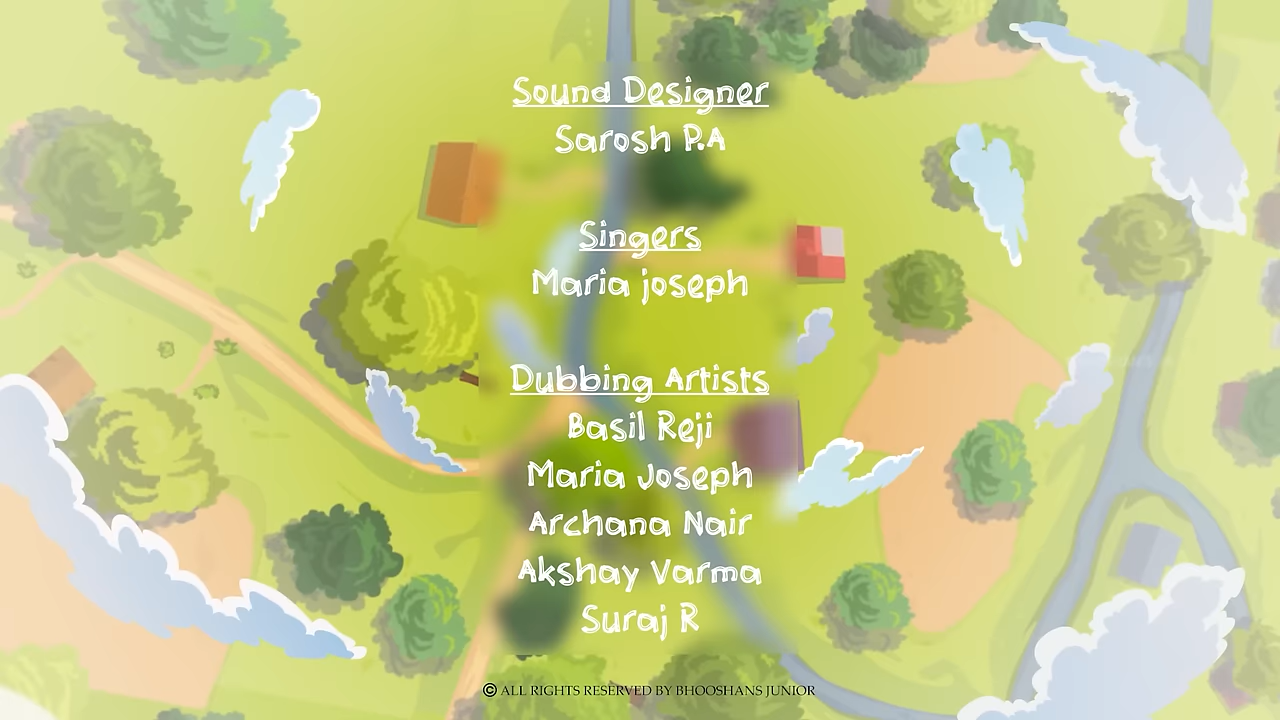 Sound Designer
Sarosh P.A
Singers
Maria joseph
Dubbing Artists
Basil Reji
Maria Joseph
Archana Nair
Akshay Varma
Suraj R
© ALL RIGHTS RESERVED BY BHOOSHANS JUNIOR